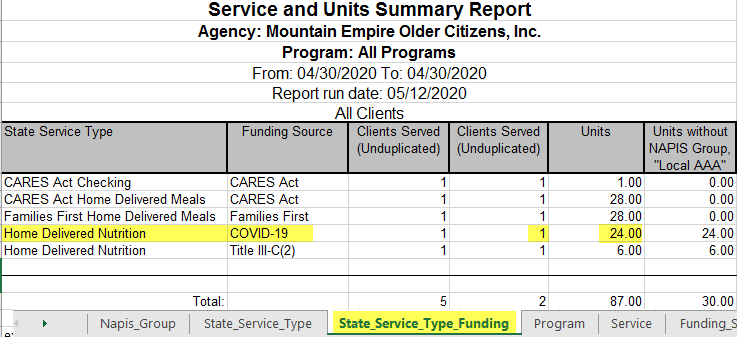 Service and Units Summary Report
Agency: Mountain Empire Older Citizens, Inc.
Program: All Programs
From: 04/30/2020 To: 04/30/2020
Report run date: 05/12/2020
All Clients
State Service Type Funding Source Clients Served (Unduplicated) Clients Served (Unduplicated) Units Units without NAPIS Group, "Local AAA"
CARES Act Checking CARES Act 1 1 1.00 0.00
CARES Act Home Delivered Meals CARES Act 1 1 28.00 0.00
Families First Home Delivered Meals Families First 1 1 28.00 0.00
Home Delivered Nutrition COVID-19 1 1 24.00 24.00
Home Delivered Nutrition Title III-C(2) 1 1 6.00 6.00
Total: 5 2 87.00 30.00
Napis_Group State_Service_Type State_Service_Type_Funding Program Service Funding_S